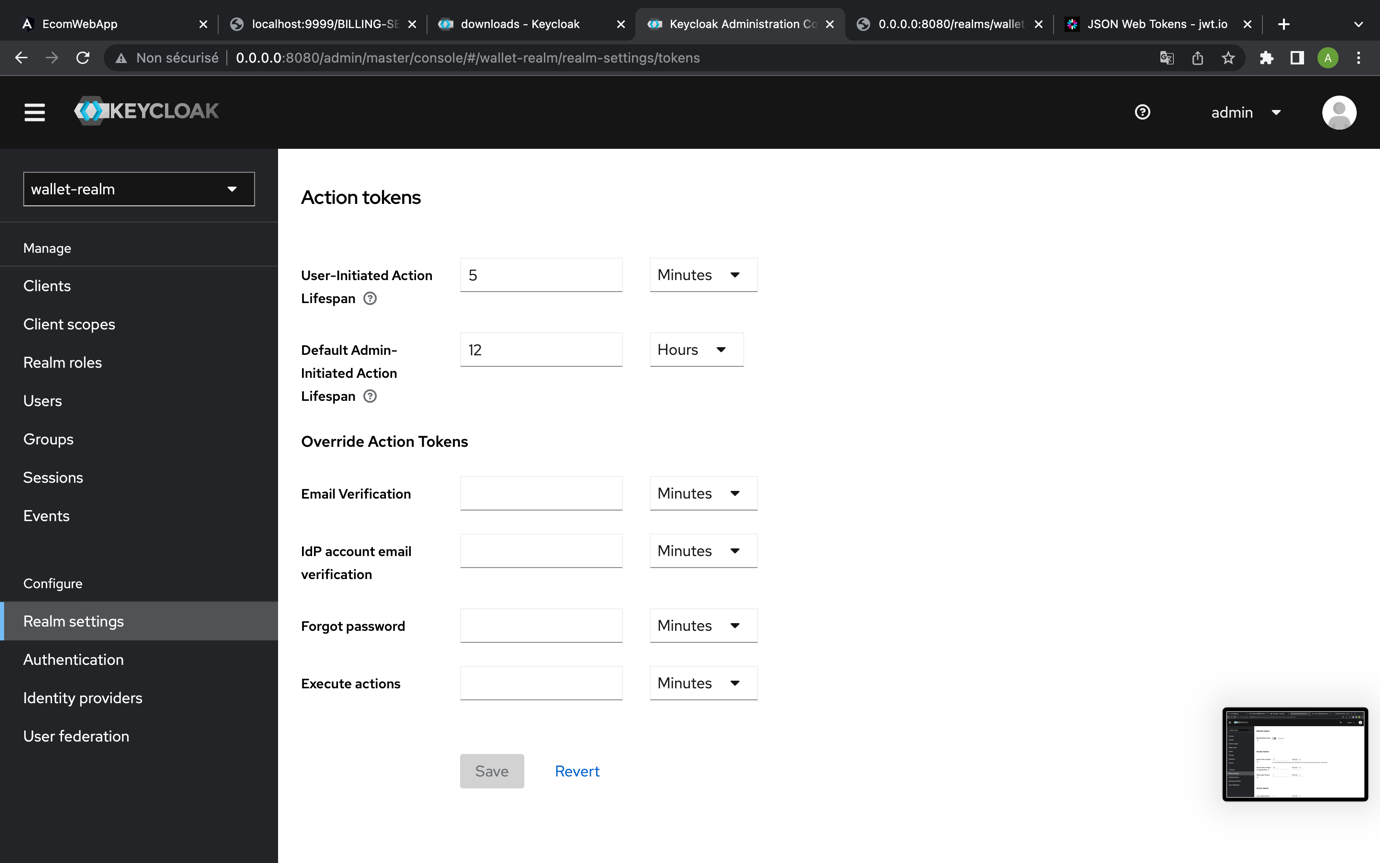 EcomWebApp
localhost:9999/BILLING-SE
downloads - Keycloak
Keycloak Administration Co
0.0.0.0:8080/realms/wallet
JSON Web Tokens - jwt.io
Non sécurisé
0.0.0.0:8080/admin/master/console/#/wallet-realm/realm-settings/tokens
A
KEYCLOAK
admin
wallet-realm
Manage
Clients
Client scopes
Realm roles
Users
Groups
Sessions
Events
Configure
Realm settings
Authentication
Identity providers
User federation
Action tokens
User-Initiated Action
Lifespan
5
Minutes
Default Admin-
Initiated Action
Lifespan
12
Hours
Override Action Tokens
Email Verification
Minutes
IdP account email
verification
Minutes
Forgot password
Minutes
Execute actions
Minutes
Save
Revert